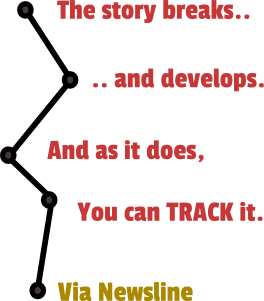 The story breaks..
.. and develops.
And as it does,
You can TRACK it.
Via Newsline